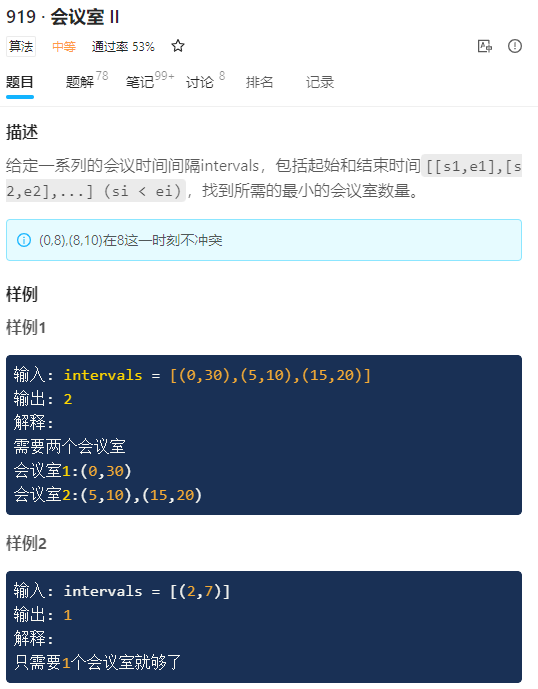 919 · 会议室 II
算法 中等 通过率 53%
题目 题解 78 笔记 99+ 讨论 8 排名 记录
描述
给定一系列的会议时间间隔intervals，包括起始和结束时间[[s1,e1],[s
2,e2],...] (si < ei)，找到所需的最小的会议室数量。
(0,8),(8,10)在8这一时刻不冲突
样例
样例1
输入: intervals = [(0,30),(5,10),(15,20)]
输出: 2
解释:
需要两个会议室
会议室1:(0,30)
会议室2:(5,10),(15,20)
样例2
输入: intervals = [(2,7)]
输出: 1
解释:
只需要1个会议室就够了